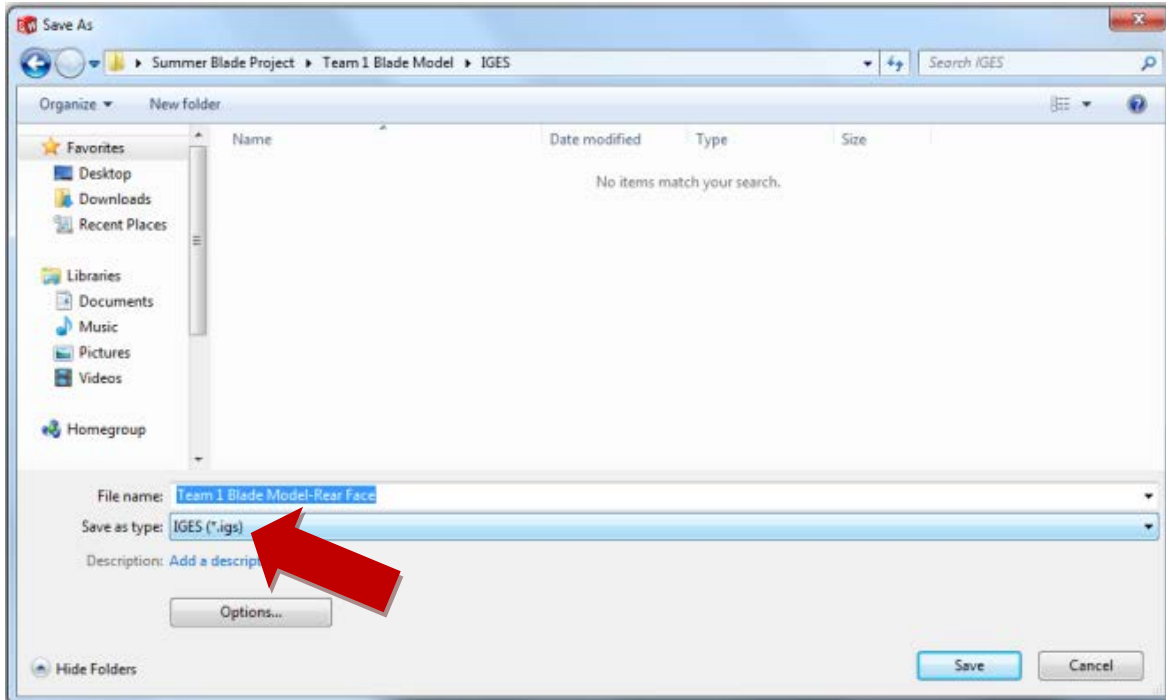 Save As
Summer Blade Project ▸ Team 1 Blade Model ▸ IGES
Search IGES
Organize New folder
Name Date modified Type Size
No items match your search.
Favorites
Desktop
Downloads
Recent Places
Libraries
Documents
Music
Pictures
Videos
Homegroup
File name: Team 1 Blade Model-Rear Face
Save as type: IGES (*.igs)
Description: Add a descript
Options...
Hide Folders
Save Cancel